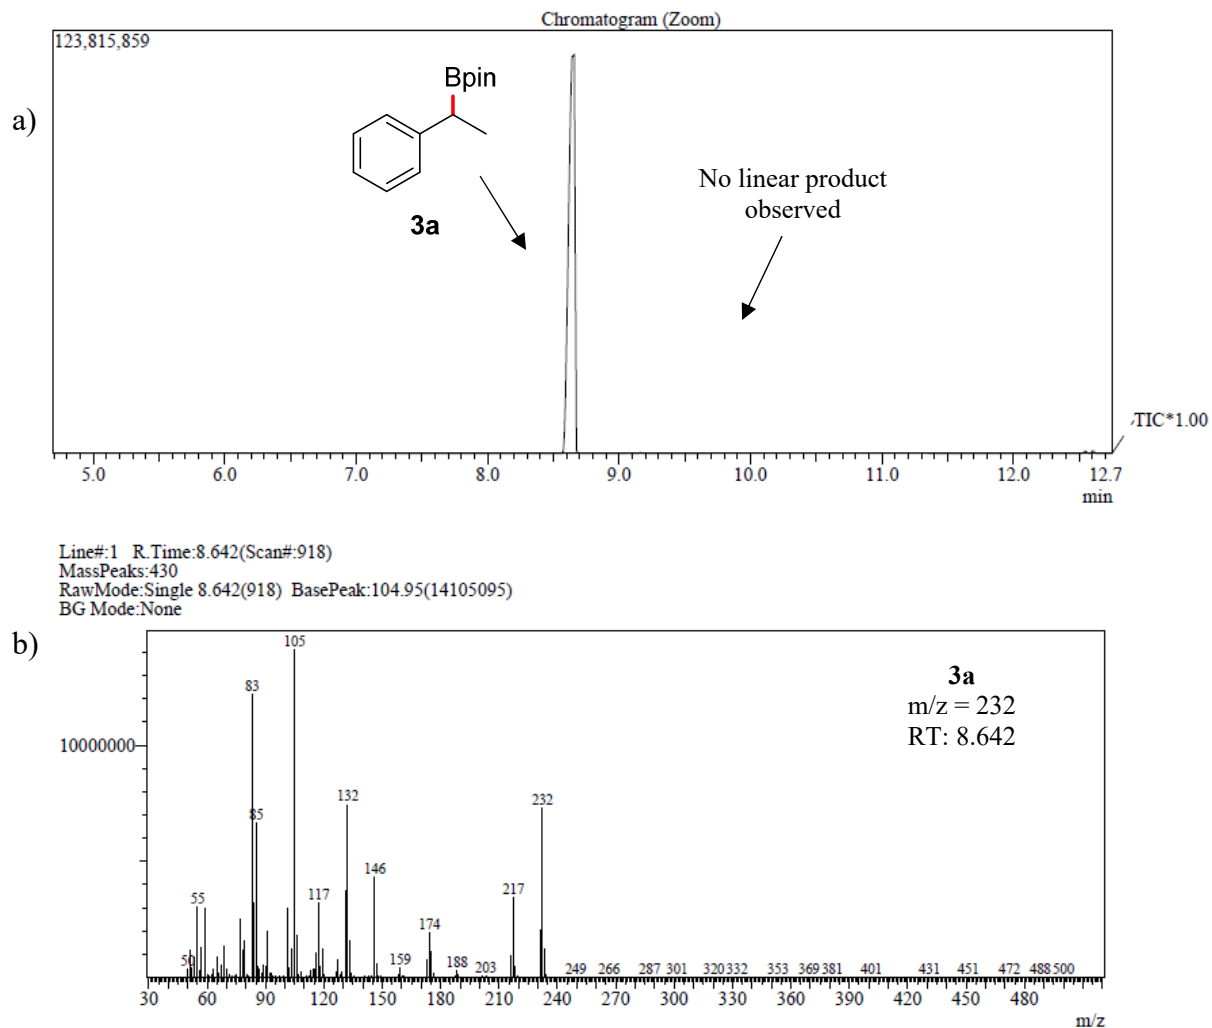 Chromatogram (Zoom)
123,815,859
Bpin
a)
No linear product
observed
3a
TIC*1.00
5.0 6.0 7.0 8.0 9.0 10.0 11.0 12.0 12.7
min
Line#:1 R.Time:8.642(Scan#:918)
MassPeaks:430
RawMode:Single 8.642(918) BasePeak:104.95(14105095)
BG Mode:None
b)
105
3a
83
m/z = 232
RT: 8.642
10000000
132
232
85
146
55
117
217
174
50
159
188
203
249 266 287 301 320 332 353 369 381 401 431 451 472 488 500
30 60 90 120 150 180 210 240 270 300 330 360 390 420 450 480
m/z